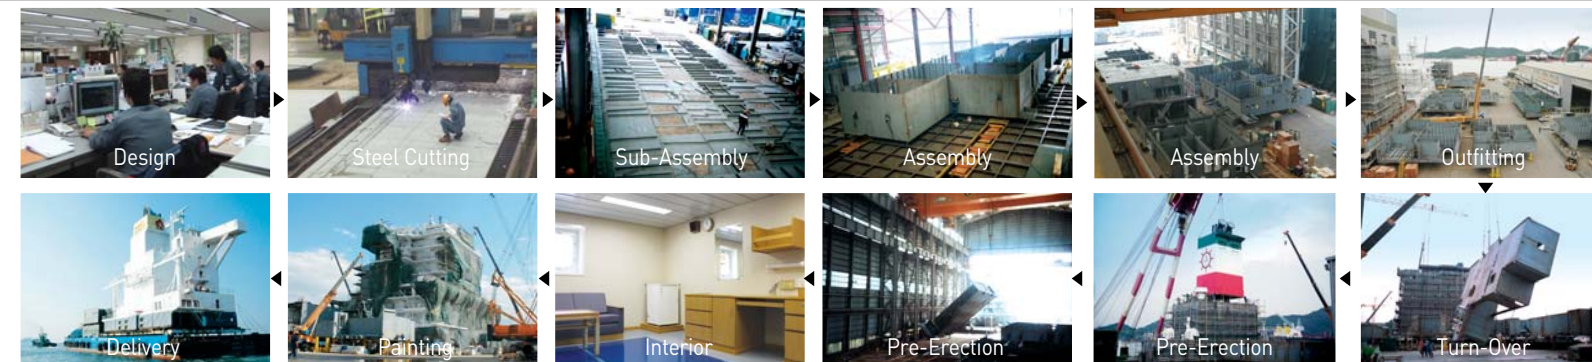 Design
Steel Cutting
Sub-Assembly
Assembly
Assembly
Outfitting
Turn-Over
Pre-Erection
Pre-Erection
Interior
Painting
Delivery